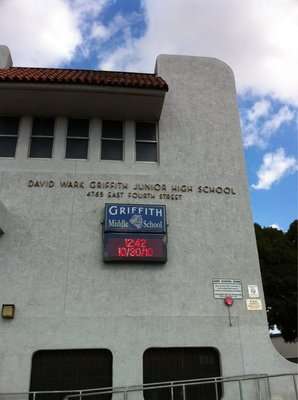 DAVID WARK GRIFFITH JUNIOR HIGH SCHOOL
4765 EAST FOURTH STREET
GRIFFITH
Middle School
12:42
10/30/10